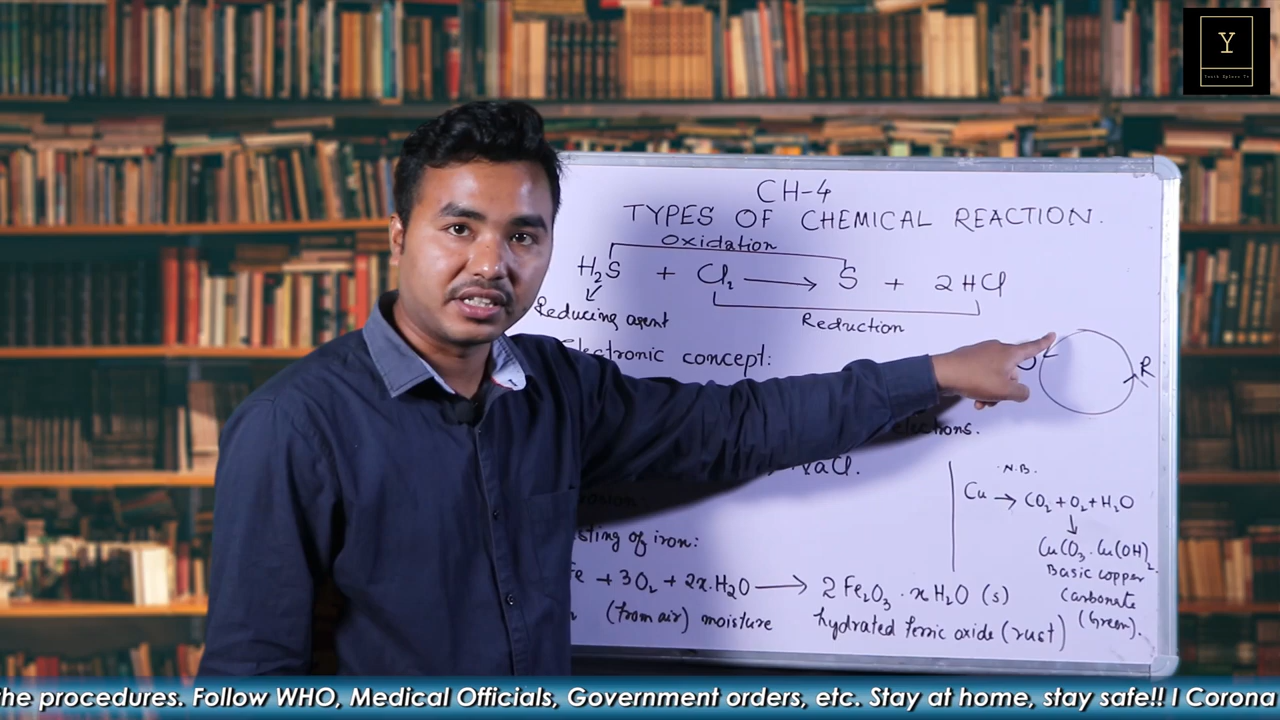 Y
CH-4
TYPES OF CHEMICAL REACTION.
Oxidation
H₂S + Cl₂ → S + 2HCl
Reducing agent
Reduction
Electronic concept:
R
NaCl.
N.B.
Cu → CO₂ + O₂ + H₂O
↓
CuCO₃.Cu(OH)₂.
Basic copper
Carbonate
(Green).
sting of iron:
Fe + 3O₂ + 2x.H₂O → 2Fe₂O₃.xH₂O (s)
(from air) moisture hydrated ferric oxide (rust)
the procedures. Follow WHO, Medical Officials, Government orders, etc. Stay at home, stay safe!! I Corona